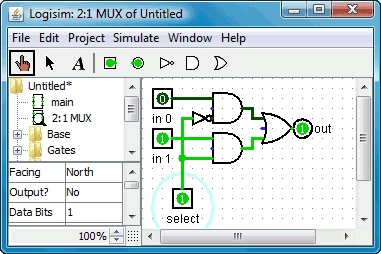 Logisim: 2:1 MUX of Untitled
File Edit Project Simulate Window Help
A
Untitled*
main
2:1 MUX
Base
Gates
Facing North
Output? No
Data Bits 1
100%
0
in 0
1
in 1
1
select
1
out